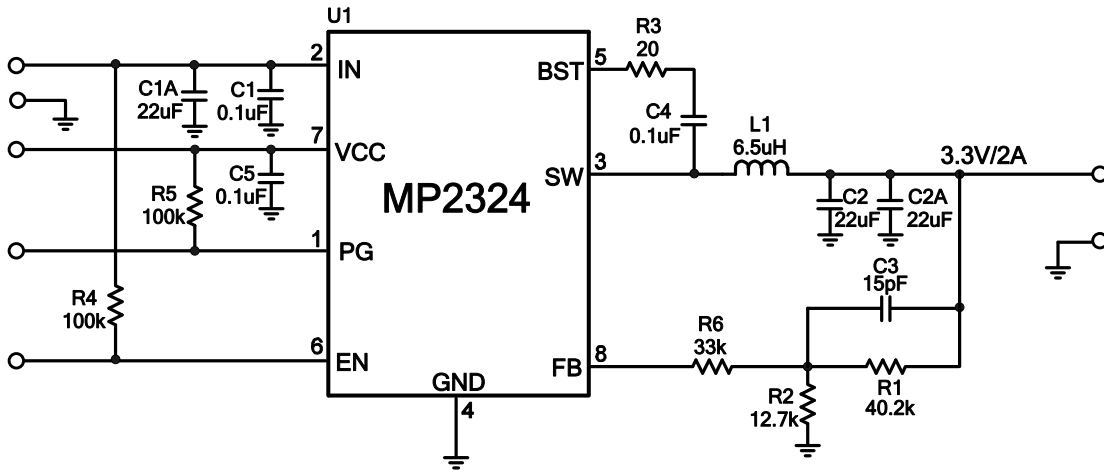 U1
R3
20
2
IN
BST
5
C1A
22uF
C1
0.1uF
C4
0.1uF
L1
6.5uH
7
VCC
3.3V/2A
C5
0.1uF
SW
3
MP2324
R5
100k
C2
22uF
C2A
22uF
1
PG
C3
15pF
R4
100k
R6
33k
6
EN
FB
8
GND
4
R2
12.7k
R1
40.2k